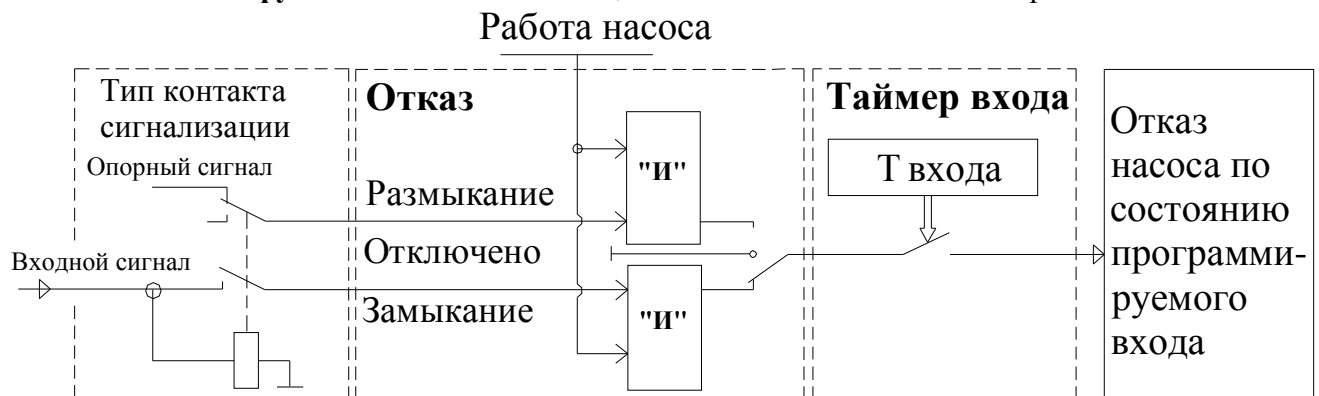 Работа насоса
Тип контакта
сигнализации
Опорный сигнал
Входной сигнал
Отказ
Размыкание
Отключено
Замыкание
"И"
"И"
Таймер входа
Т входа
Отказ
насоса по
состоянию
программи-
руемого
входа